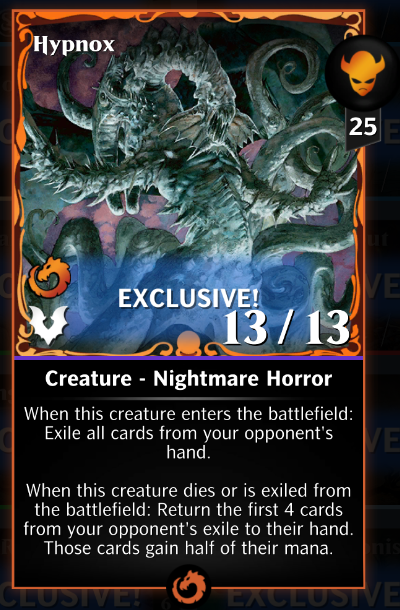 Hypnox
25
EXCLUSIVE!
13 / 13
Creature - Nightmare Horror
When this creature enters the battlefield:
Exile all cards from your opponent's
hand.
When this creature dies or is exiled from
the battlefield: Return the first 4 cards
from your opponent's exile to their hand.
Those cards gain half of their mana.